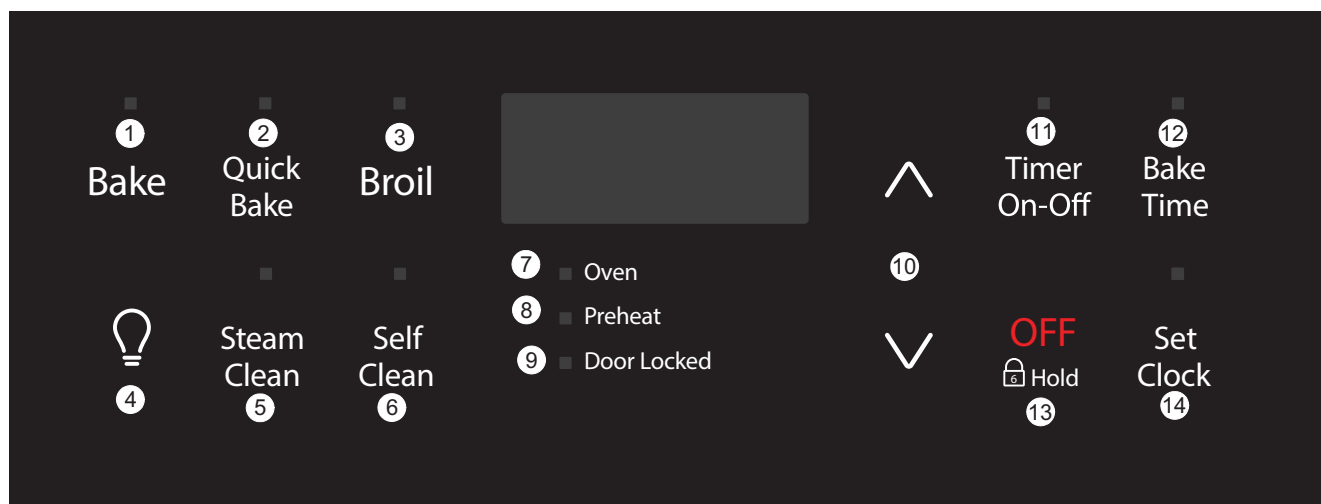 1
Bake
2
Quick
Bake
3
Broil
4
5
Steam
Clean
6
Self
Clean
7 Oven
8 Preheat
9 Door Locked
10
11
Timer
On-Off
12
Bake
Time
OFF
6 Hold
13
Set
Clock
14